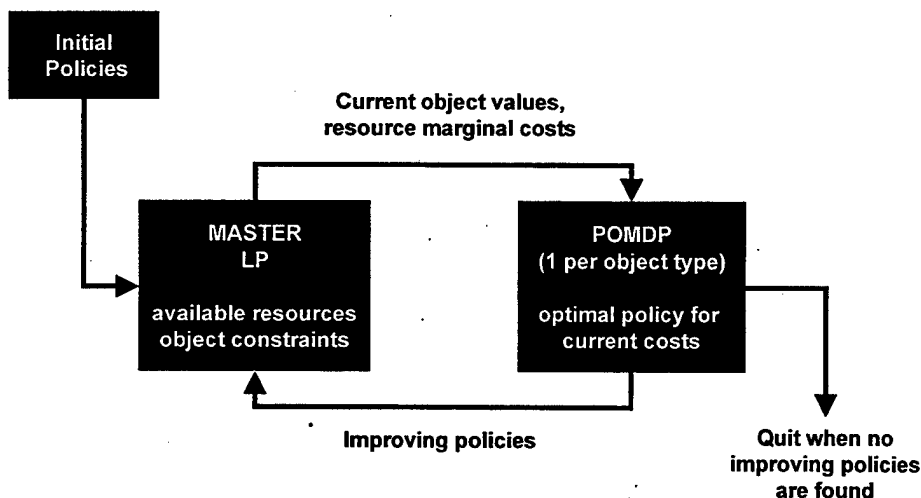 Initial
Policies
Current object values,
resource marginal costs
MASTER
LP
available resources
object constraints
POMDP
(1 per object type)
optimal policy for
current costs
Improving policies
Quit when no
improving policies
are found